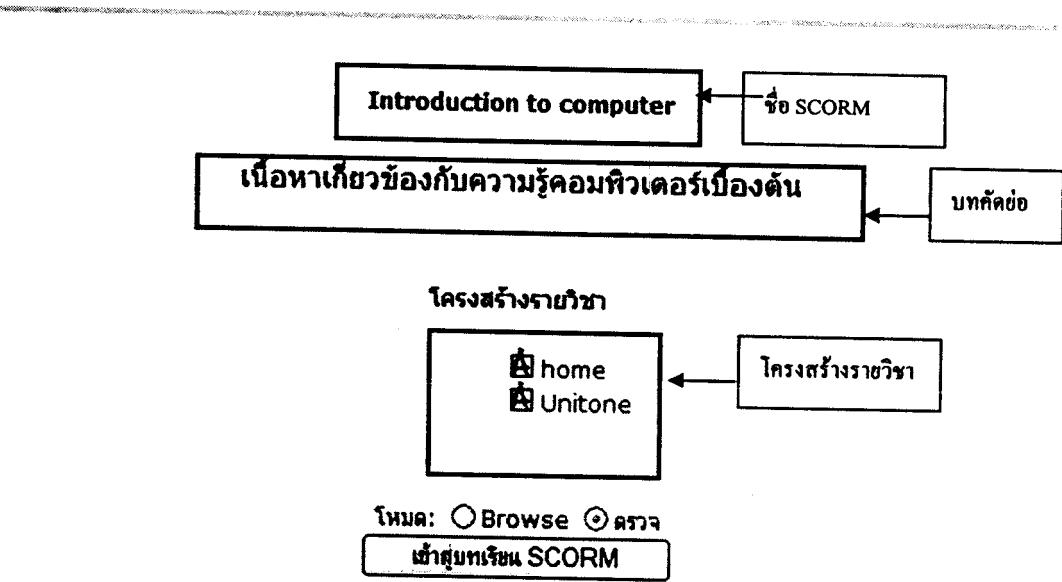 Introduction to computer
ชื่อ SCORM
เนื้อหาเกี่ยวข้องกับความรู้คอมพิวเตอร์เบื้องต้น
บทคัดย่อ
โครงสร้างรายวิชา
home
Unitone
โครงสร้างรายวิชา
โหมด: Browse ตรวจ
เข้าสู่บทเรียน SCORM